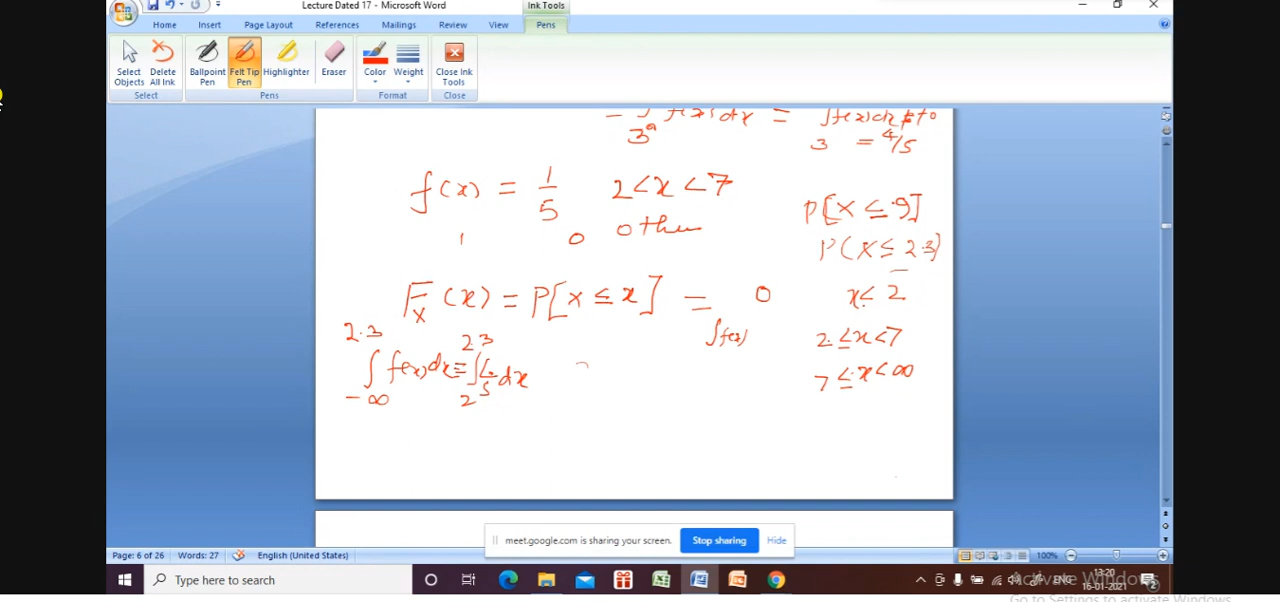 Lecture Dated 17 - Microsoft Word
Ink Tools
Home Insert Page Layout References Mailings Review View Pens
Select Objects
Delete All Ink
Ballpoint Pen
Felt Tip Pen
Highlighter
Eraser
Color
Weight
Close Ink Tools
Select Pens Format Close
∫f(x)dx
3 = 4/5
f(x) = 1/5 2<x<7
0 other
P[X ≤ .9]
P(X ≤ 2.3)
F_X(x) = P[X ≤ x] = 0 x< 2
∫f(x) 2 ≤x<7
7 ≤x<∞
2.3
∫ f(x)dx = ∫ 1/5 dx
-∞ 2
meet.google.com is sharing your screen. Stop sharing Hide
Page: 6 of 26 Words: 27 English (United States) 100%
Type here to search
ENG
13:20
16-01-2021
2
Activate Windows
Go to Settings to activate Windows.